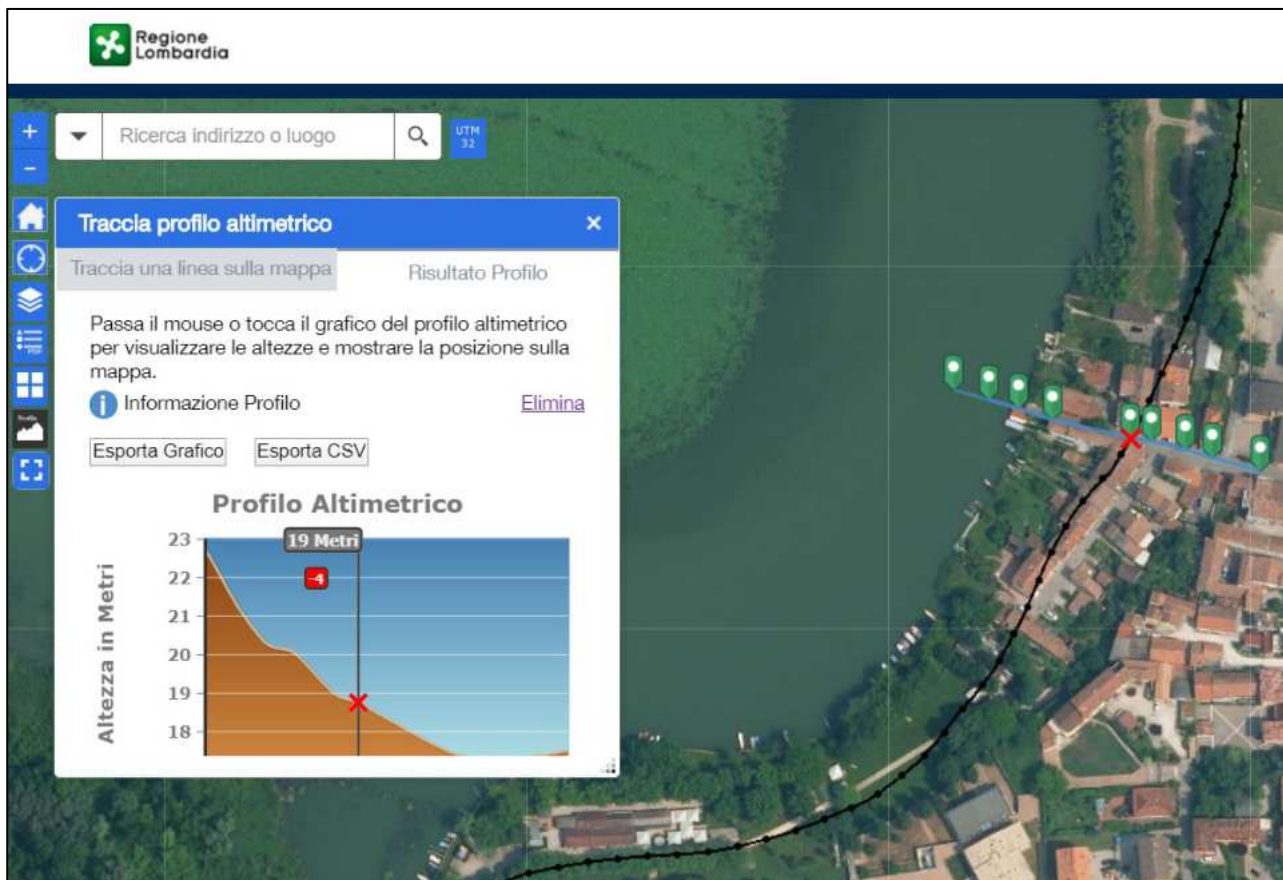 Regione
Lombardia
+
Ricerca indirizzo o luogo
UTM
32
-
Traccia profilo altimetrico
×
Traccia una linea sulla mappa
Risultato Profilo
Passa il mouse o tocca il grafico del profilo altimetrico
per visualizzare le altezze e mostrare la posizione sulla
mappa.
i
Informazione Profilo
Elimina
Esporta Grafico
Esporta CSV
Profilo Altimetrico
Altezza in Metri
23
22
21
20
19
18
19 Metri
-4